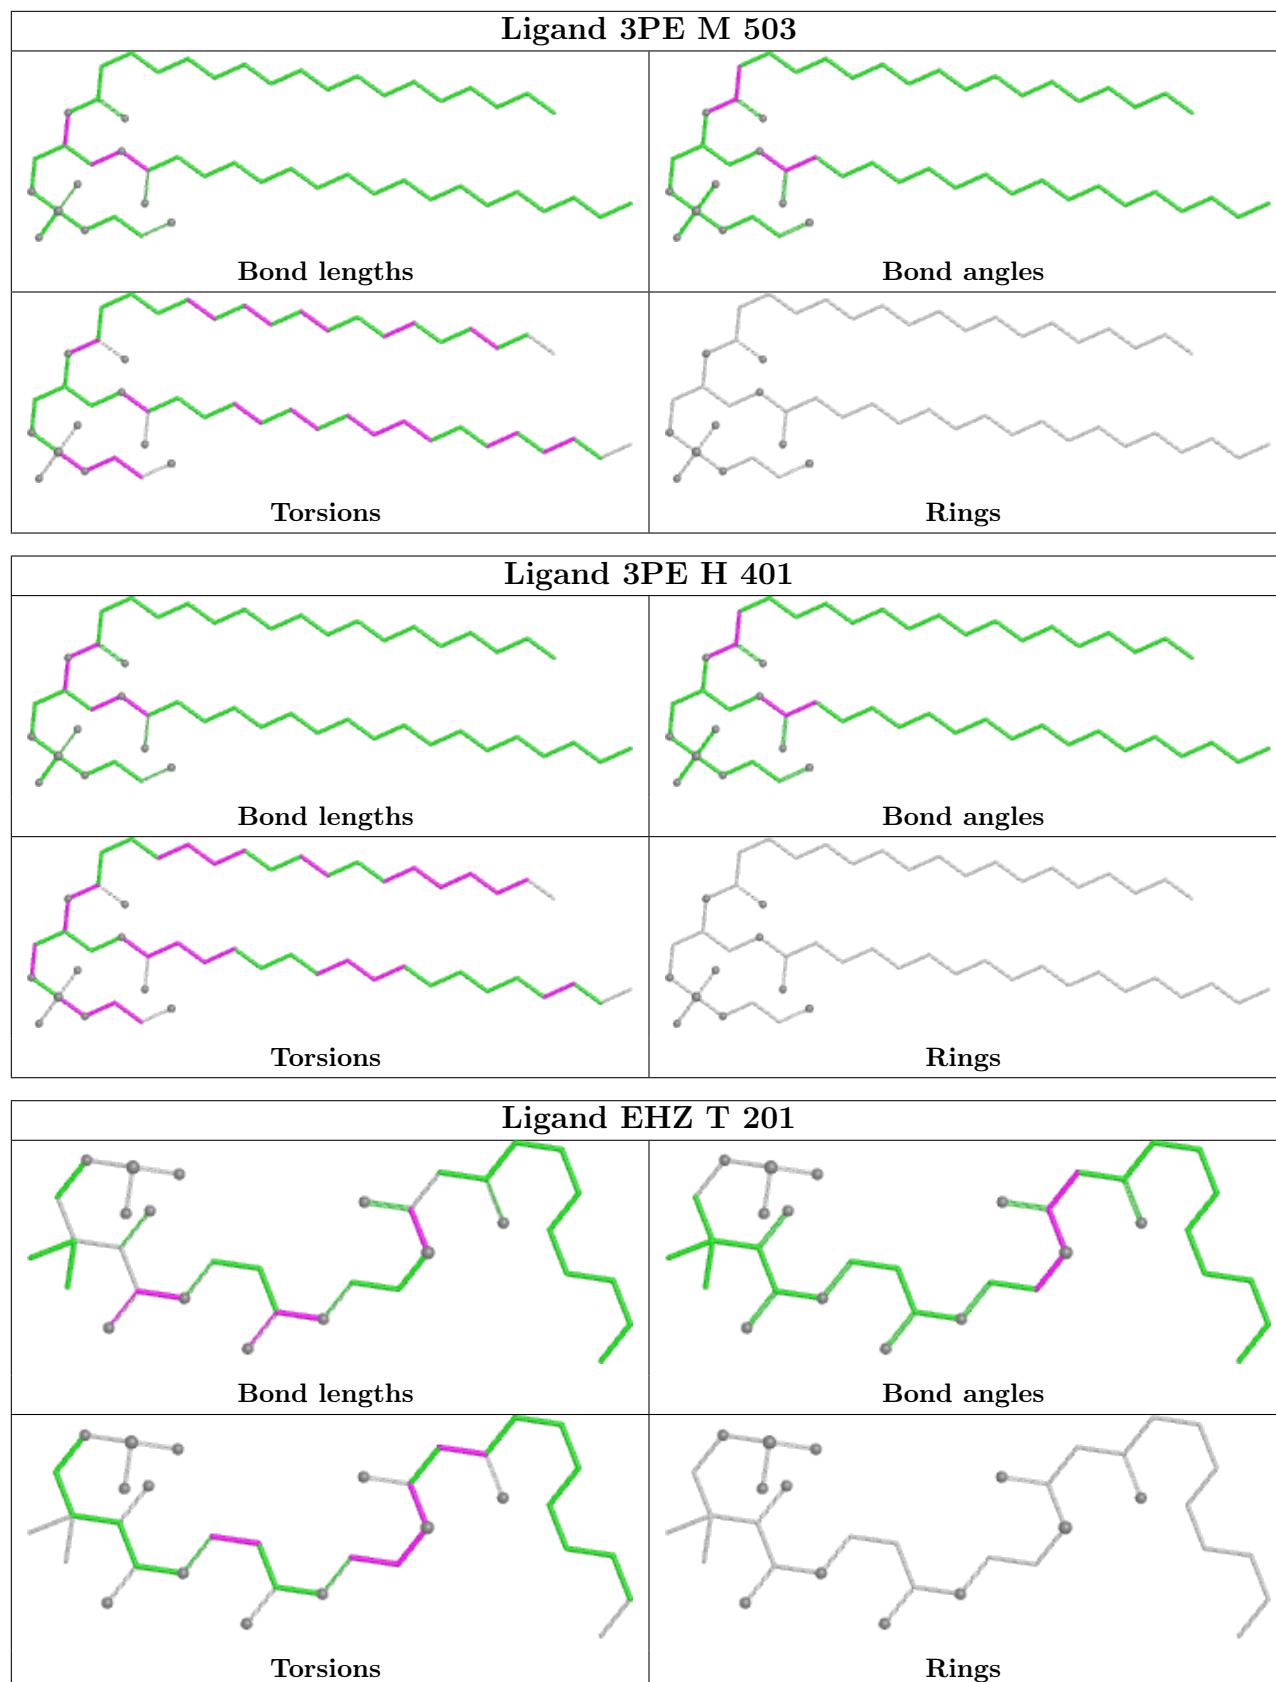 Ligand 3PE M 503
Bond lengths
Bond angles
Torsions
Rings
Ligand 3PE H 401
Bond lengths
Bond angles
Torsions
Rings
Ligand EHZ T 201
Bond lengths
Bond angles
Torsions
Rings